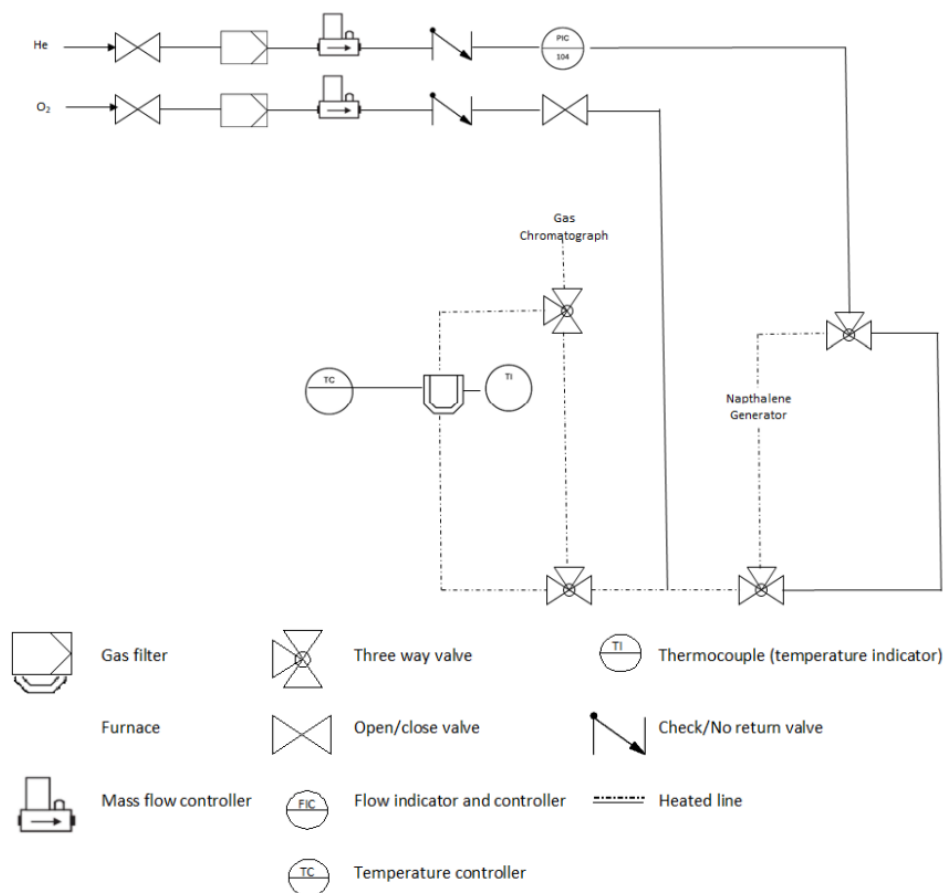 He
PIC
104
O₂
Gas
Chromatograph
TC
TI
Napthalene
Generator
Gas filter
Three way valve
TI
Thermocouple (temperature indicator)
Furnace
Open/close valve
Check/No return valve
Mass flow controller
FIC
Flow indicator and controller
Heated line
TC
Temperature controller